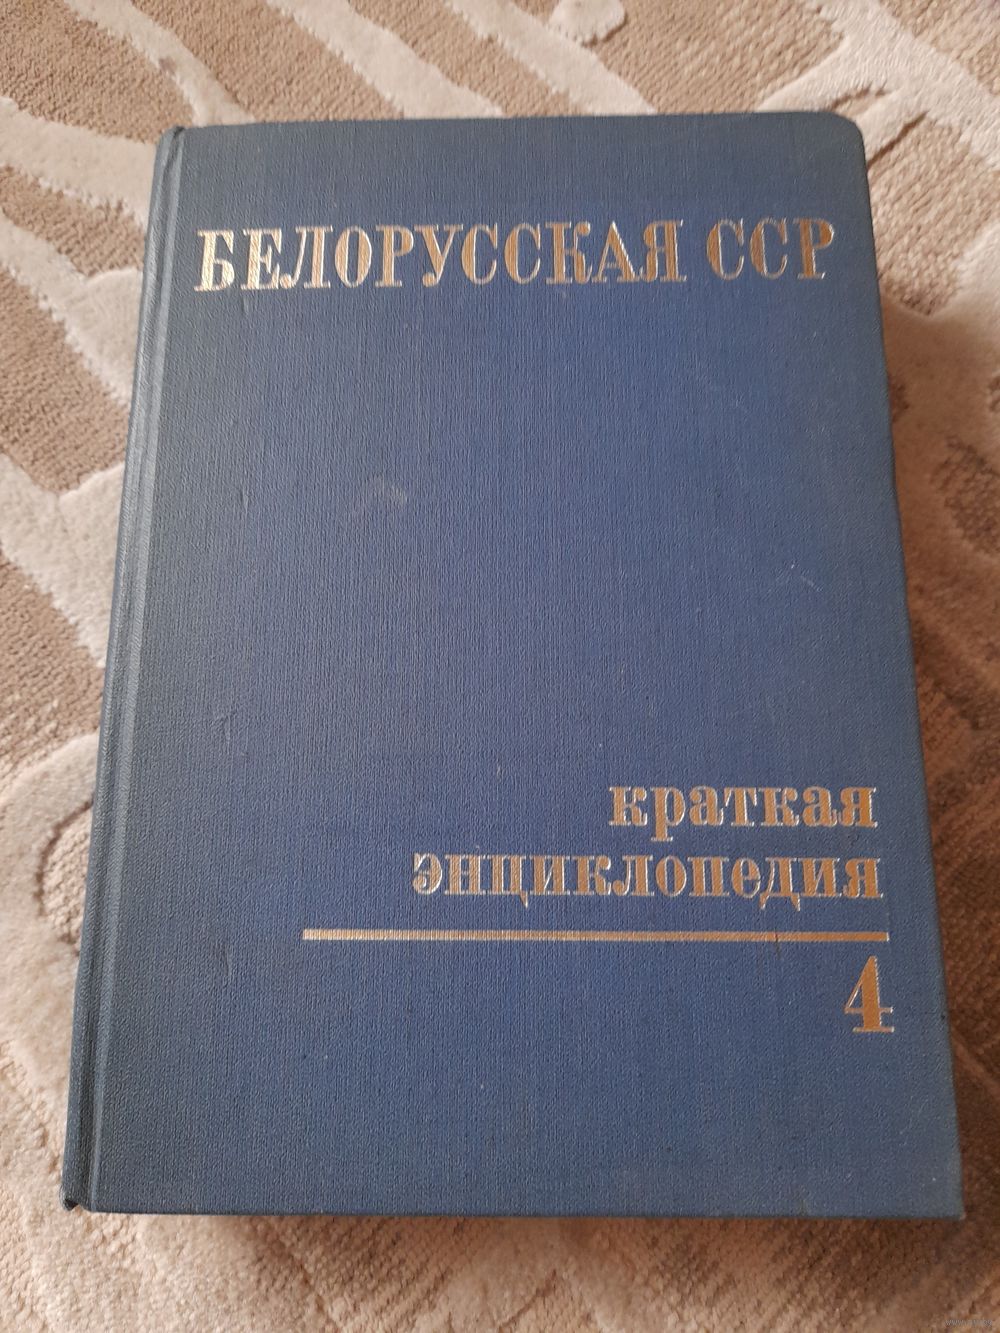 БЕЛОРУССКАЯ ССР
краткая
энциклопедия
4